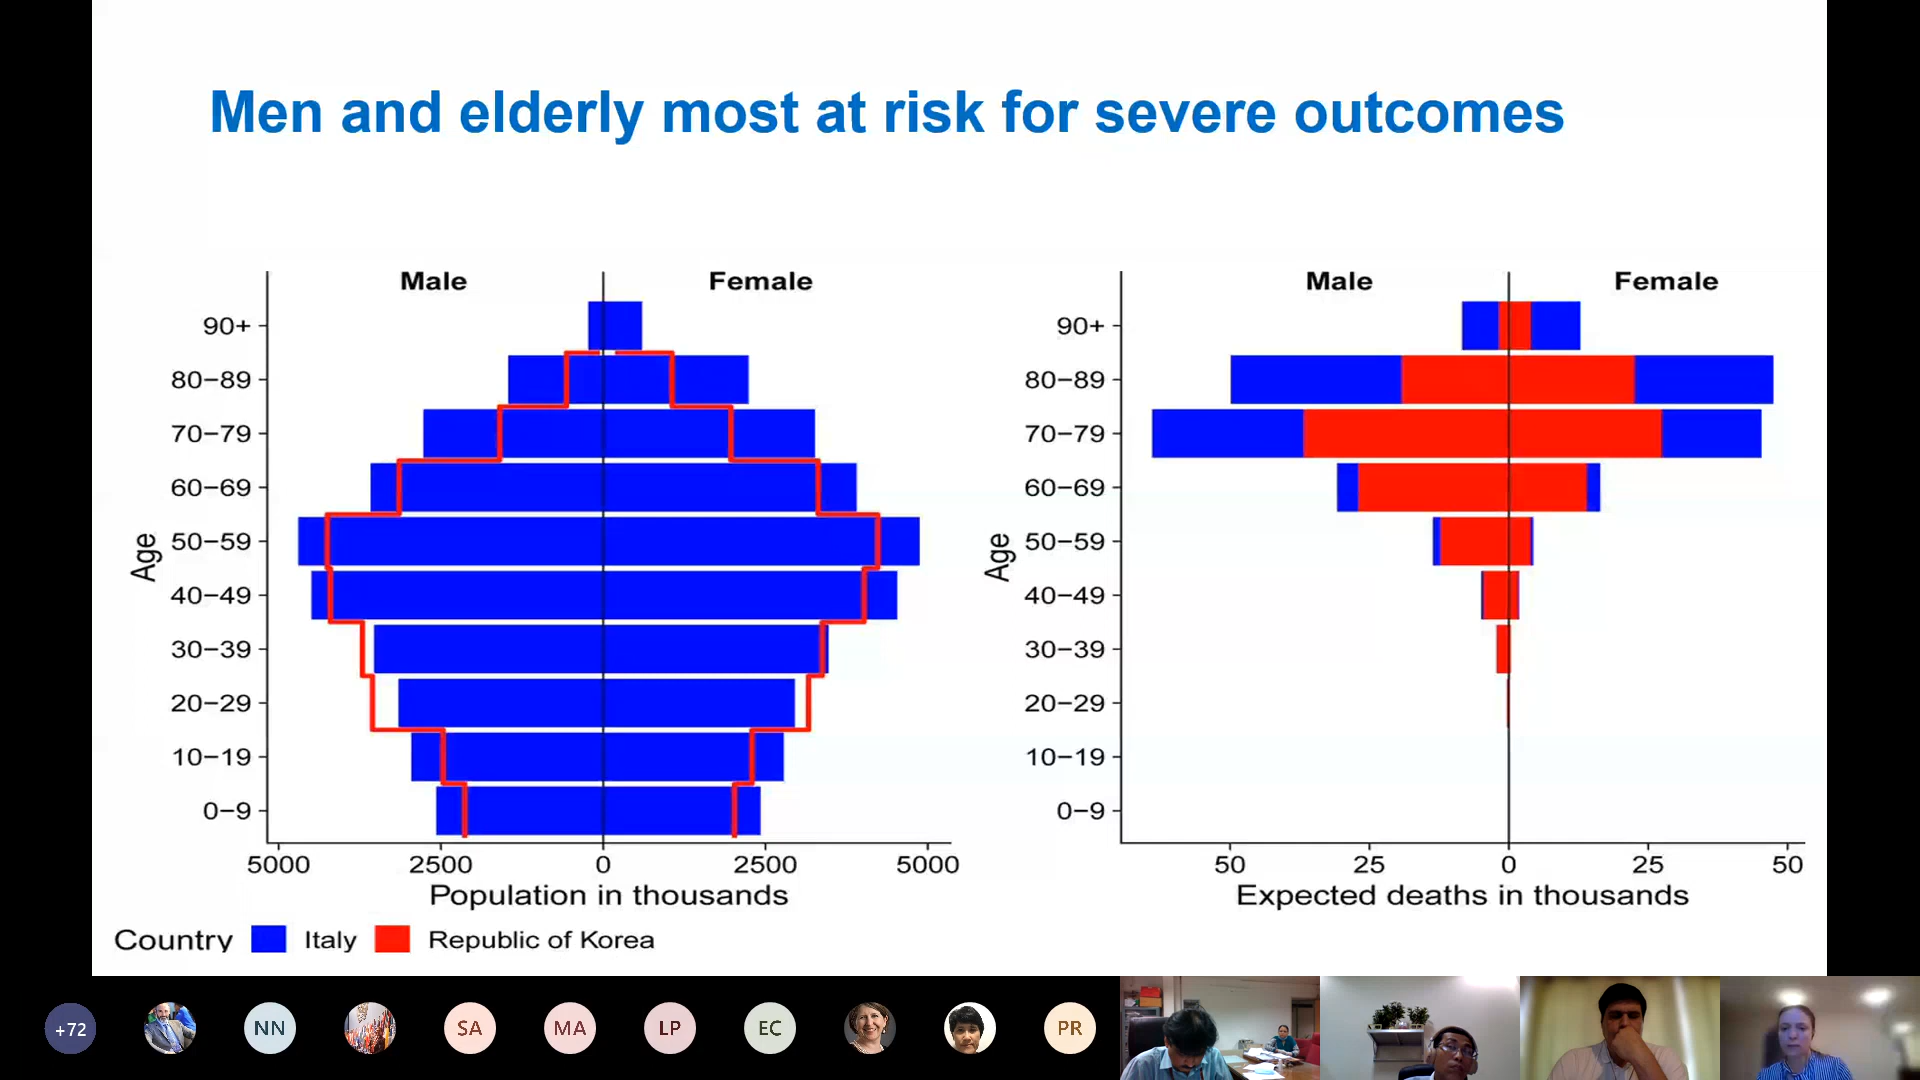 Men and elderly most at risk for severe outcomes
Male Female
90+
80−89
70−79
60−69
50−59
40−49
30−39
20−29
10−19
0−9
Age
5000 2500 0 2500 5000
Population in thousands
Male Female
90+
80−89
70−79
60−69
50−59
40−49
30−39
20−29
10−19
0−9
Age
50 25 0 25 50
Expected deaths in thousands
Country Italy Republic of Korea
+72 NN SA MA LP EC PR